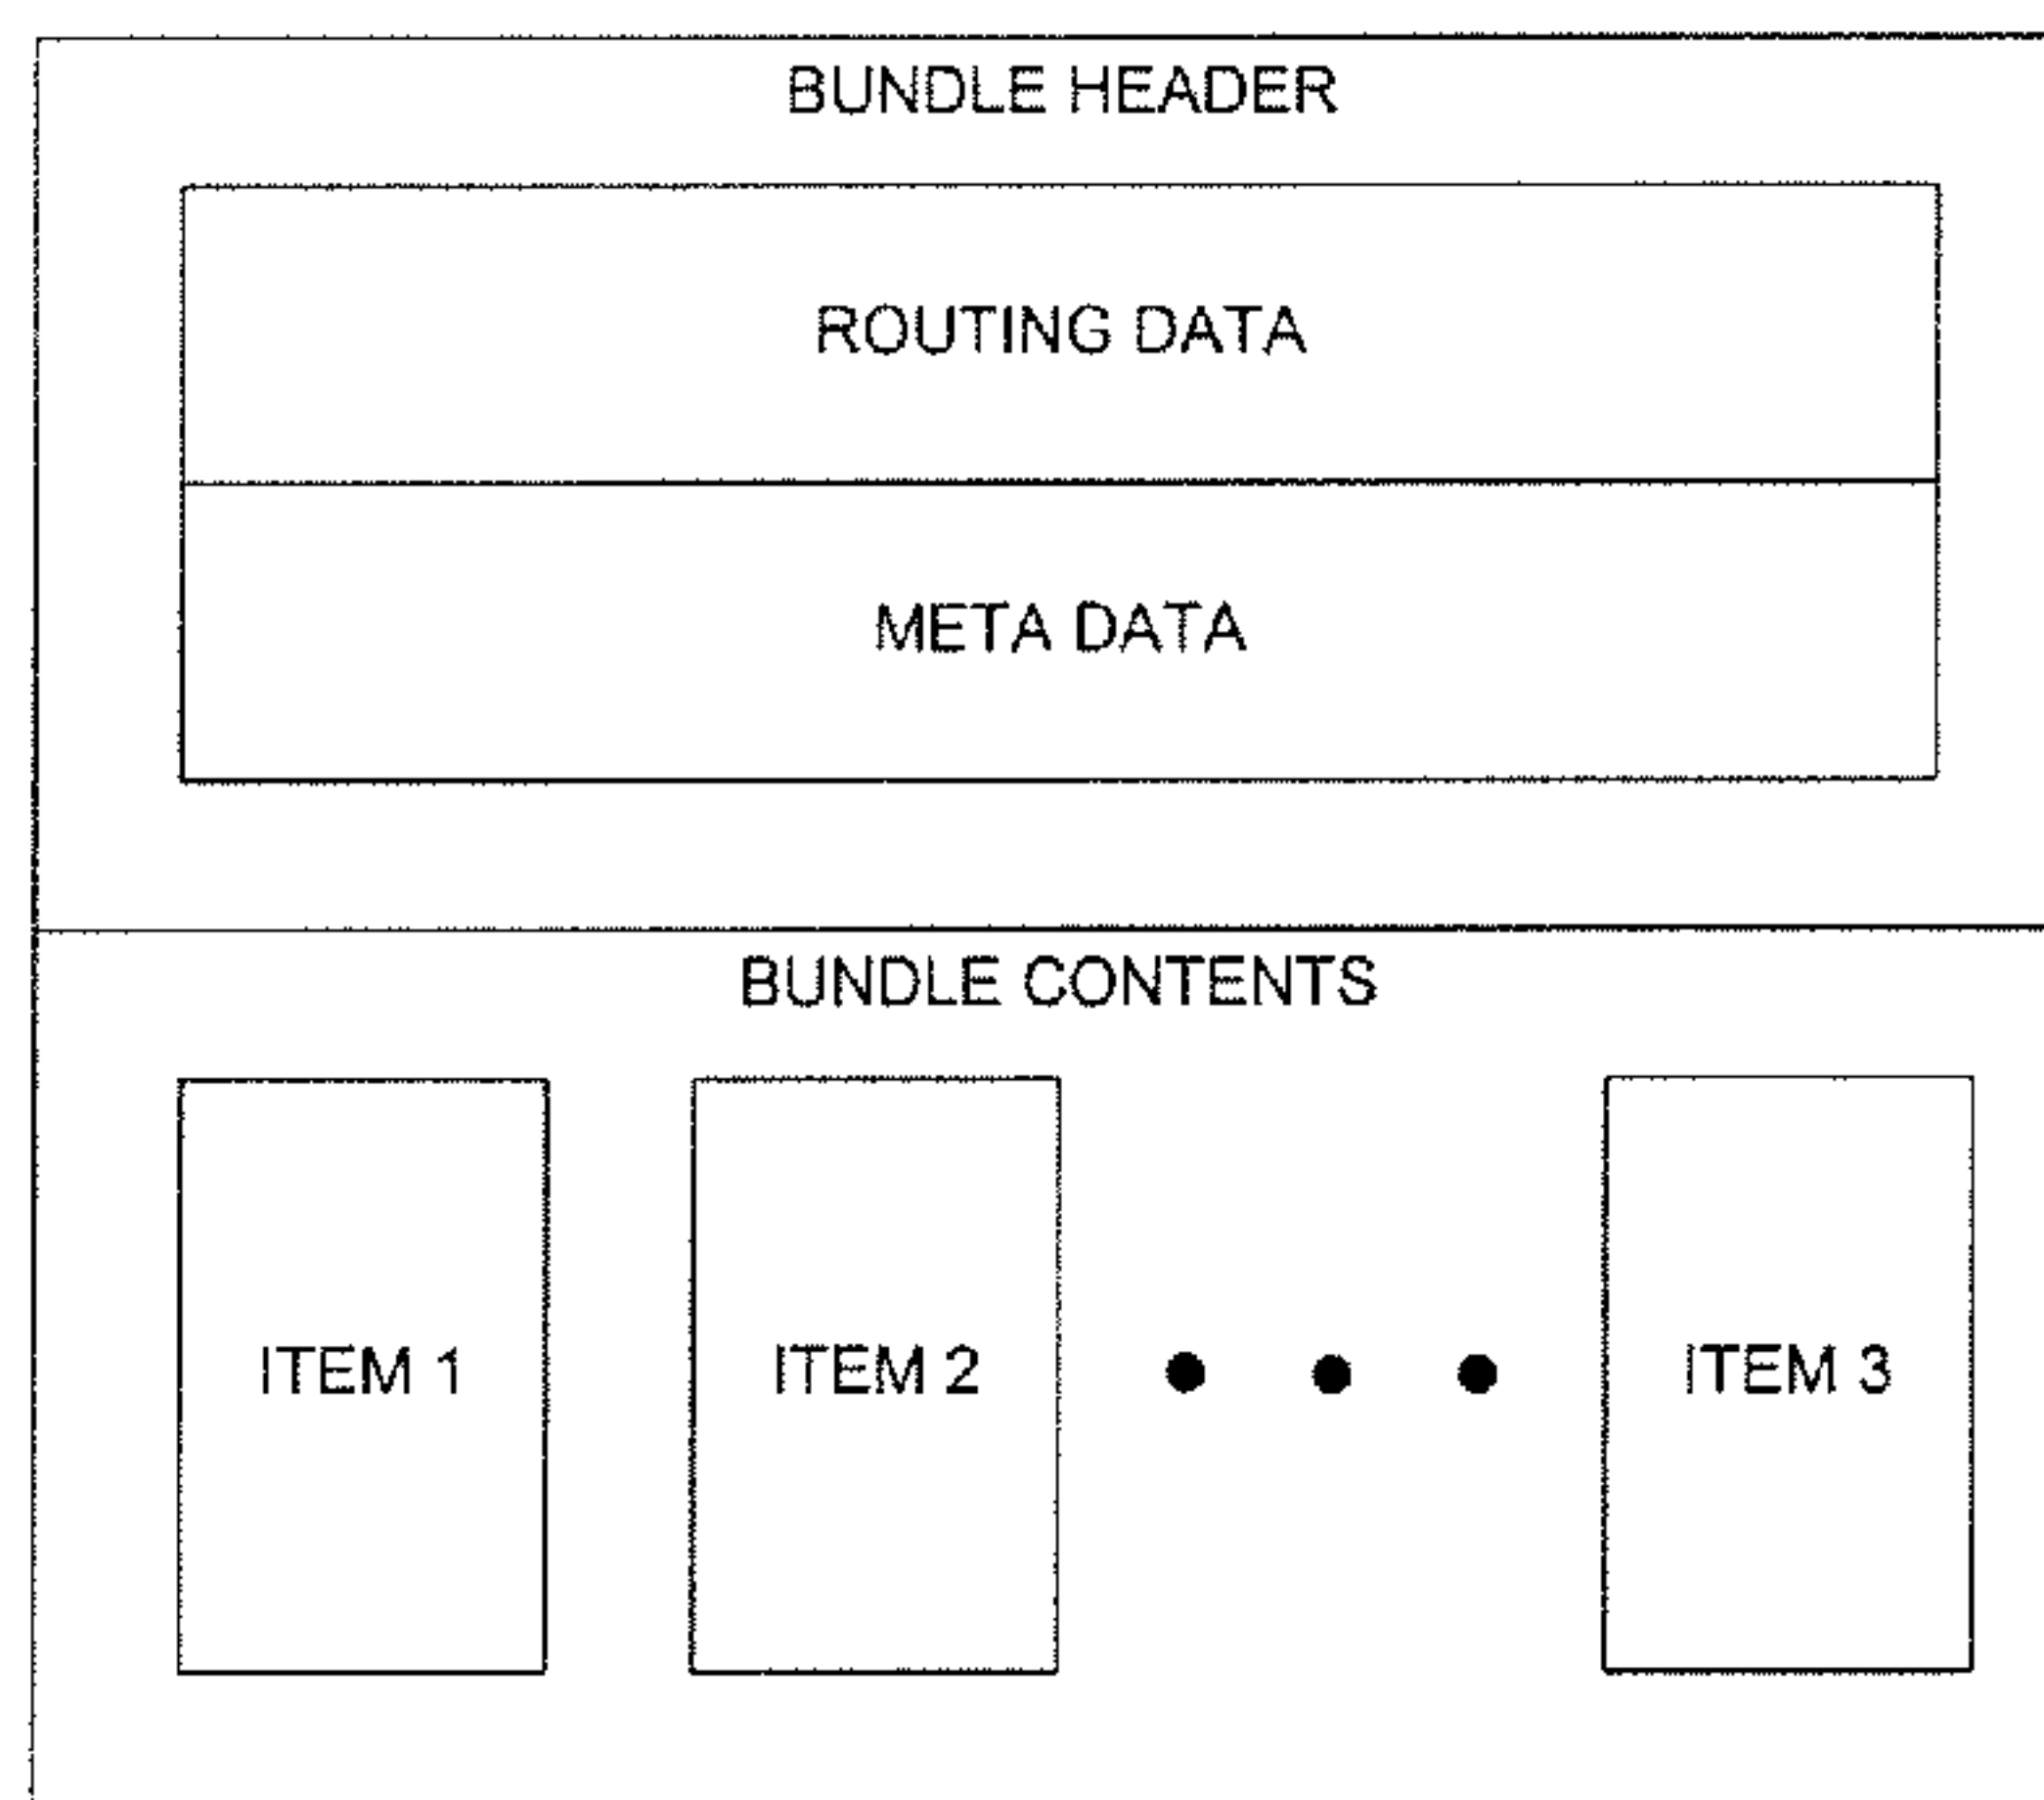 BUNDLE HEADER
ROUTING DATA
META DATA
BUNDLE CONTENTS
ITEM 1 ITEM 2 ITEM 3